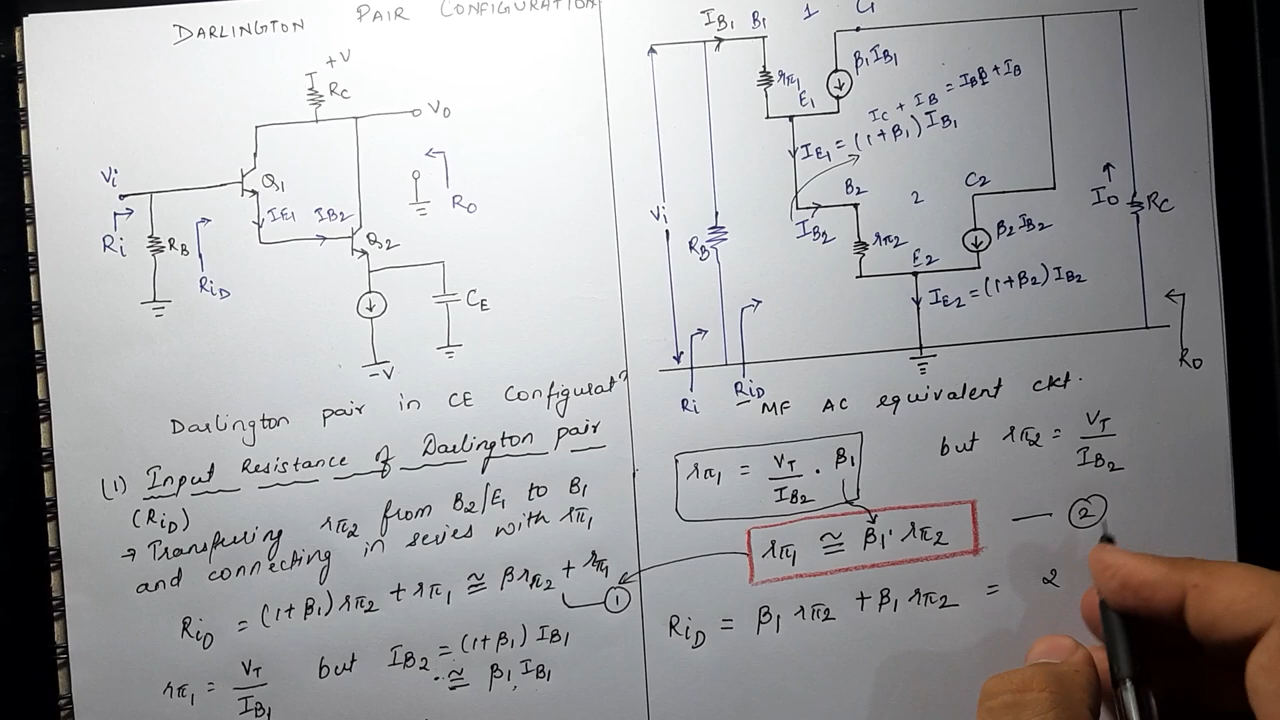 DARLINGTON PAIR CONFIGURATION
+V
RC
VO
Vi
Q1
Ri
RB
RiD
IE1
IB2
Q2
RO
CE
-V
Darlington pair in CE Configurat?
(1) Input Resistance of Darlington pair
(RiD)
→ Transferring rπ2 from B2/E1 to B1
and connecting in series with rπ1
RiD = (1+β1) rπ2 + rπ1 ≅ βrπ2 + rπ1
1
rπ1 = VT / IB1 but IB2 = (1+β1) IB1
≅ β1 IB1
IB1 B1 1 C1
rπ1
β1 IB1
E1
IC + IB = IBβ + IB
IE1 = (1+β1) IB1
B2
2
C2
IO
RC
Vi
RB
IB2
rπ2
β2 IB2
E2
IE2 = (1+β2) IB2
Ri
RiD
RO
MF AC equivalent ckt.
rπ1 = VT / IB2 . β1 but rπ2 = VT / IB2
rπ1 ≅ β1 . rπ2 — 2
RiD = β1 rπ2 + β1 rπ2 = 2